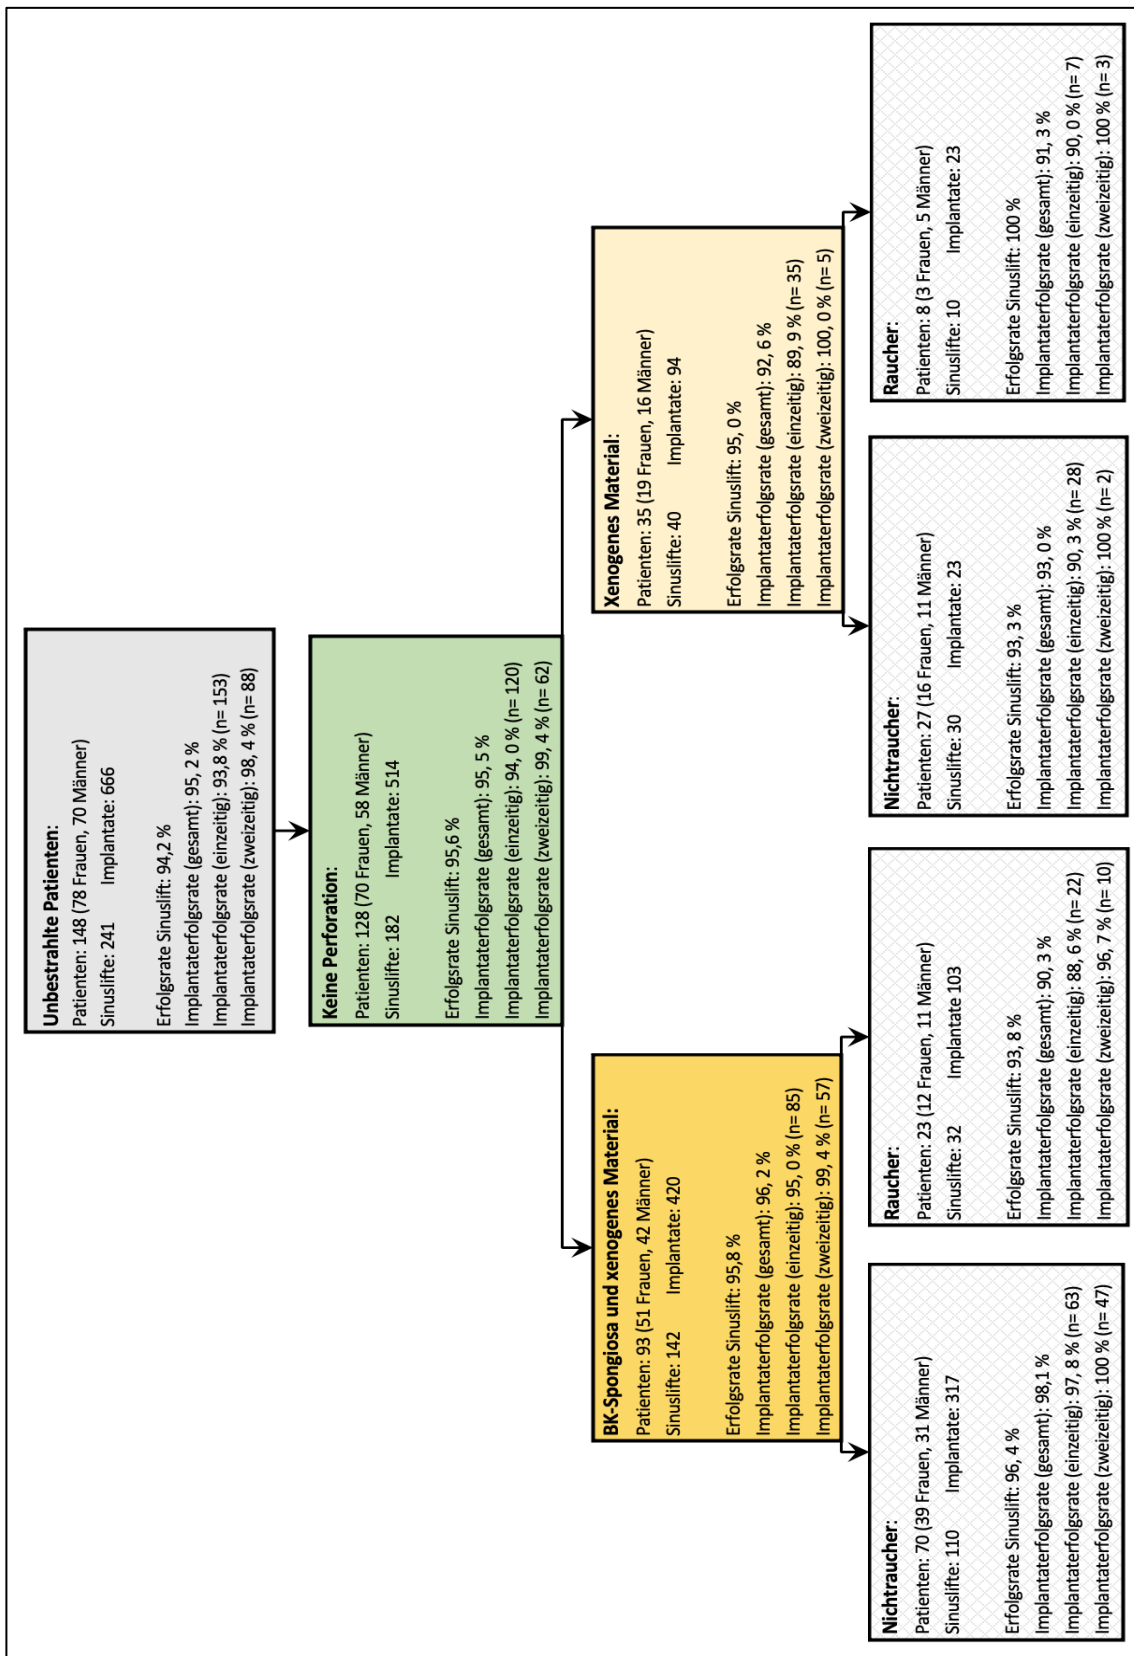 Unbestrahlte Patienten:
Patienten: 148 (78 Frauen, 70 Männer)
Sinuslifte: 241 Implantate: 666
Erfolgsrate Sinuslift: 94,2 %
Implantaterfolgsrate (gesamt): 95, 2 %
Implantaterfolgsrate (einzeitig): 93,8 % (n= 153)
Implantaterfolgsrate (zweizeitig): 98, 4 % (n= 88)
Keine Perforation:
Patienten: 128 (70 Frauen, 58 Männer)
Sinuslifte: 182 Implantate: 514
Erfolgsrate Sinuslift: 95,6 %
Implantaterfolgsrate (gesamt): 95, 5 %
Implantaterfolgsrate (einzeitig): 94, 0 % (n= 120)
Implantaterfolgsrate (zweizeitig): 99, 4 % (n= 62)
BK-Spongiosa und xenogenes Material:
Patienten: 93 (51 Frauen, 42 Männer)
Sinuslifte: 142 Implantate: 420
Erfolgsrate Sinuslift: 95,8 %
Implantaterfolgsrate (gesamt): 96, 2 %
Implantaterfolgsrate (einzeitig): 95, 0 % (n= 85)
Implantaterfolgsrate (zweizeitig): 99, 4 % (n= 57)
Xenogenes Material:
Patienten: 35 (19 Frauen, 16 Männer)
Sinuslifte: 40 Implantate: 94
Erfolgsrate Sinuslift: 95, 0 %
Implantaterfolgsrate (gesamt): 92, 6 %
Implantaterfolgsrate (einzeitig): 89, 9 % (n= 35)
Implantaterfolgsrate (zweizeitig): 100, 0 % (n= 5)
Nichtraucher:
Patienten: 70 (39 Frauen, 31 Männer)
Sinuslifte: 110 Implantate: 317
Erfolgsrate Sinuslift: 96, 4 %
Implantaterfolgsrate (gesamt): 98,1 %
Implantaterfolgsrate (einzeitig): 97, 8 % (n= 63)
Implantaterfolgsrate (zweizeitig): 100 % (n= 47)
Raucher:
Patienten: 23 (12 Frauen, 11 Männer)
Sinuslifte: 32 Implantate 103
Erfolgsrate Sinuslift: 93, 8 %
Implantaterfolgsrate (gesamt): 90, 3 %
Implantaterfolgsrate (einzeitig): 88, 6 % (n= 22)
Implantaterfolgsrate (zweizeitig): 96, 7 % (n= 10)
Nichtraucher:
Patienten: 27 (16 Frauen, 11 Männer)
Sinuslifte: 30 Implantate: 23
Erfolgsrate Sinuslift: 93, 3 %
Implantaterfolgsrate (gesamt): 93, 0 %
Implantaterfolgsrate (einzeitig): 90, 3 % (n= 28)
Implantaterfolgsrate (zweizeitig): 100 % (n= 2)
Raucher:
Patienten: 8 (3 Frauen, 5 Männer)
Sinuslifte: 10 Implantate: 23
Erfolgsrate Sinuslift: 100 %
Implantaterfolgsrate (gesamt): 91, 3 %
Implantaterfolgsrate (einzeitig): 90, 0 % (n= 7)
Implantaterfolgsrate (zweizeitig): 100 % (n= 3)